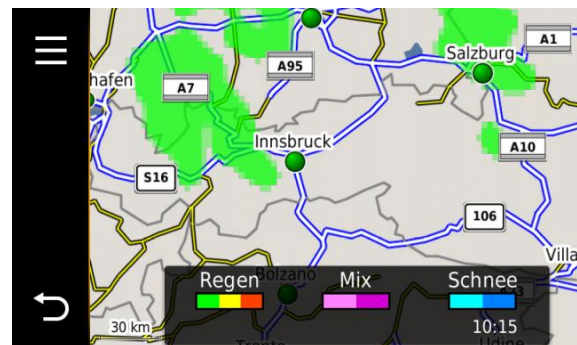 A1
Salzburg
A95
hafen
A7
Innsbruck
A10
S16
106
Villa
Regen
Mix
Schnee
Bolzano
30 km
10:15
Trento
Udine